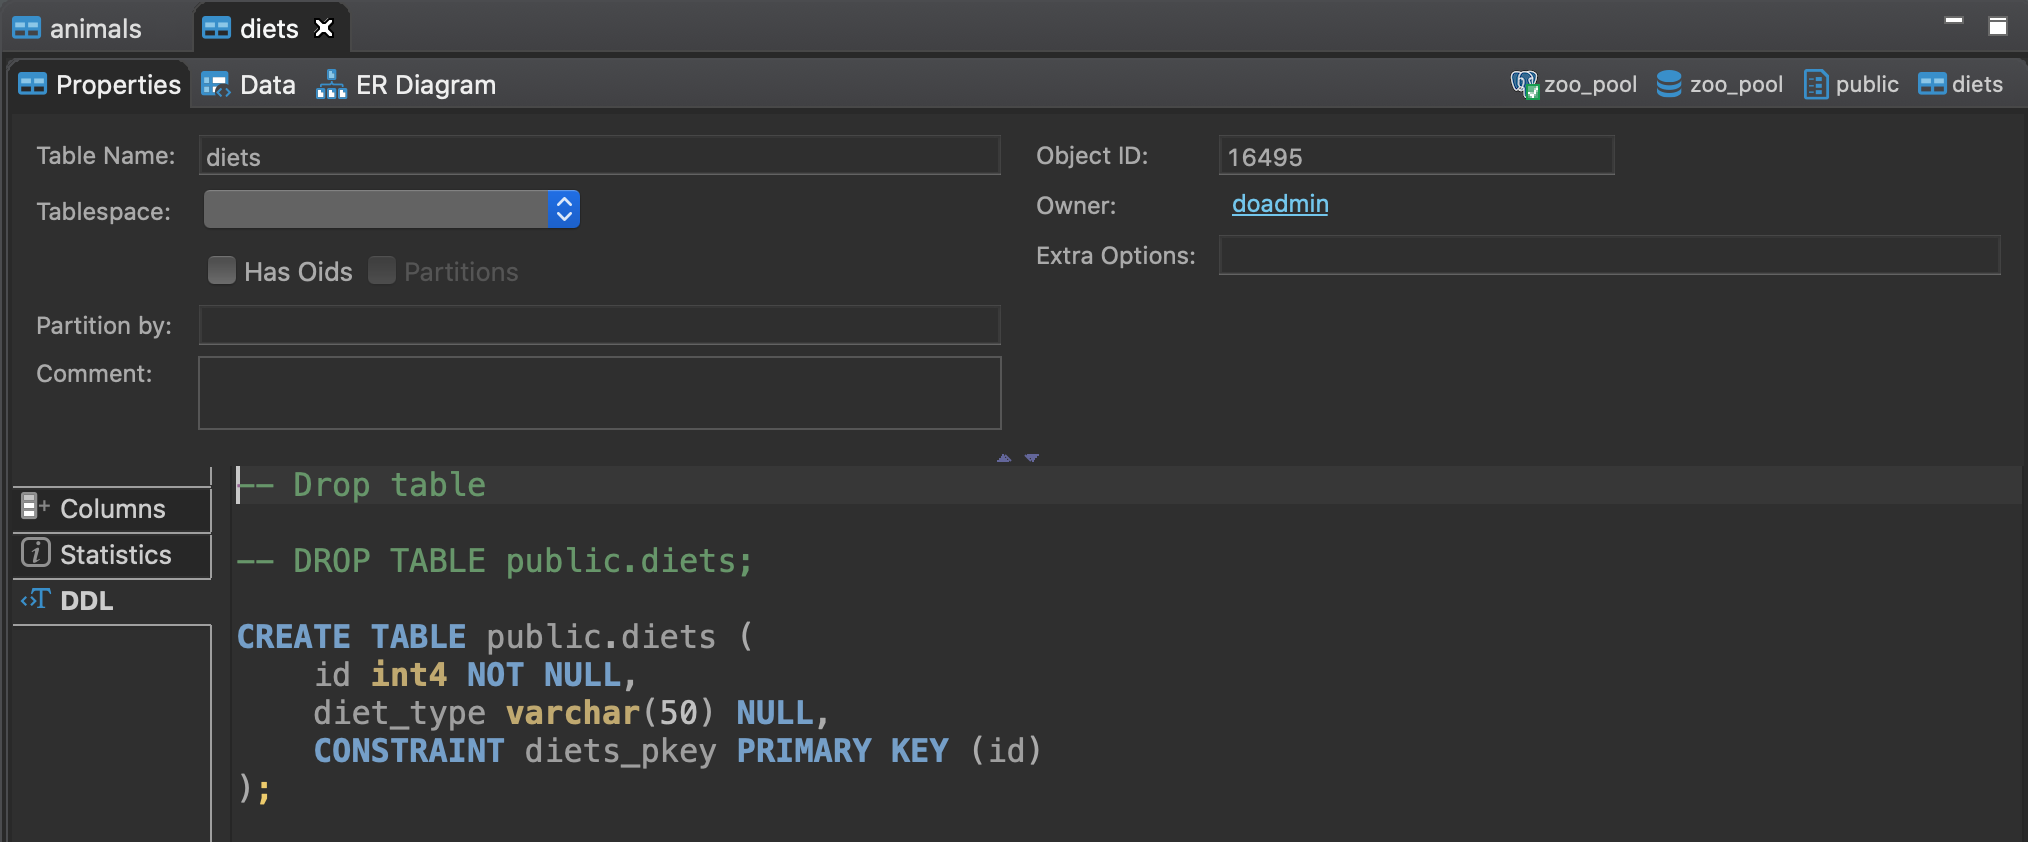 animals diets
Properties Data ER Diagram zoo_pool zoo_pool public diets
Table Name: diets Object ID: 16495
Tablespace: Owner: doadmin
Has Oids Partitions Extra Options:
Partition by:
Comment:
Columns
Statistics
DDL
-- Drop table
-- DROP TABLE public.diets;
CREATE TABLE public.diets (
    id int4 NOT NULL,
    diet_type varchar(50) NULL,
    CONSTRAINT diets_pkey PRIMARY KEY (id)
);